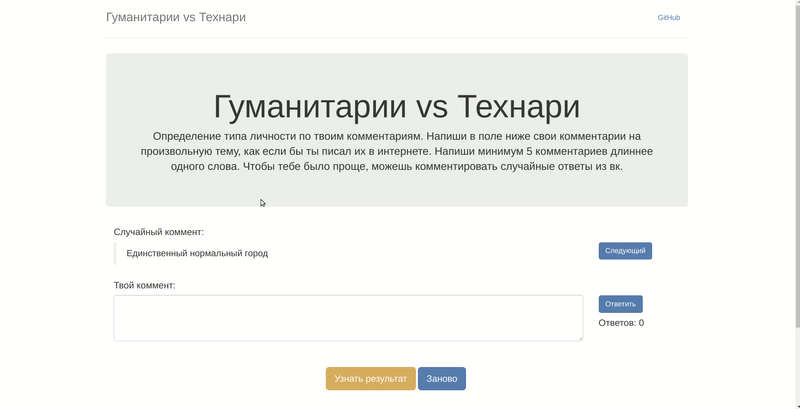 Гуманитарии vs Технари
GitHub
Гуманитарии vs Технари
Определение типа личности по твоим комментариям. Напиши в поле ниже свои комментарии на
произвольную тему, как если бы ты писал их в интернете. Напиши минимум 5 комментариев длиннее
одного слова. Чтобы тебе было проще, можешь комментировать случайные ответы из вк.
Случайный коммент:
Единственный нормальный город
Следующий
Твой коммент:
Ответить
Ответов: 0
Узнать результат
Заново